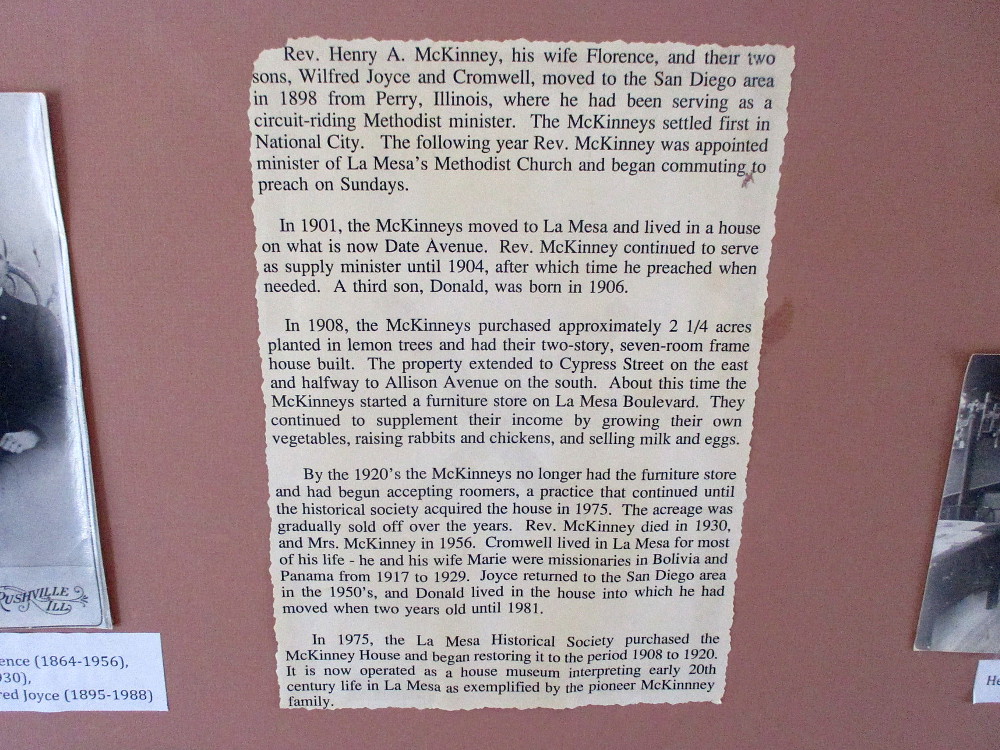 Rev. Henry A. McKinney, his wife Florence, and their two
sons, Wilfred Joyce and Cromwell, moved to the San Diego area
in 1898 from Perry, Illinois, where he had been serving as a
circuit-riding Methodist minister. The McKinneys settled first in
National City. The following year Rev. McKinney was appointed
minister of La Mesa's Methodist Church and began commuting to
preach on Sundays.
In 1901, the McKinneys moved to La Mesa and lived in a house
on what is now Date Avenue. Rev. McKinney continued to serve
as supply minister until 1904, after which time he preached when
needed. A third son, Donald, was born in 1906.
In 1908, the McKinneys purchased approximately 2 1/4 acres
planted in lemon trees and had their two-story, seven-room frame
house built. The property extended to Cypress Street on the east
and halfway to Allison Avenue on the south. About this time the
McKinneys started a furniture store on La Mesa Boulevard. They
continued to supplement their income by growing their own
vegetables, raising rabbits and chickens, and selling milk and eggs.
By the 1920's the McKinneys no longer had the furniture store
and had begun accepting roomers, a practice that continued until
the historical society acquired the house in 1975. The acreage was
gradually sold off over the years. Rev. McKinney died in 1930,
and Mrs. McKinney in 1956. Cromwell lived in La Mesa for most
of his life - he and his wife Marie were missionaries in Bolivia and
Panama from 1917 to 1929. Joyce returned to the San Diego area
in the 1950's, and Donald lived in the house into which he had
moved when two years old until 1981.
In 1975, the La Mesa Historical Society purchased the
McKinney House and began restoring it to the period 1908 to 1920.
It is now operated as a house museum interpreting early 20th
century life in La Mesa as exemplified by the pioneer McKinnney
family.
RUSHVILLE
ILL
ence (1864-1956),
930),
red Joyce (1895-1988)
He